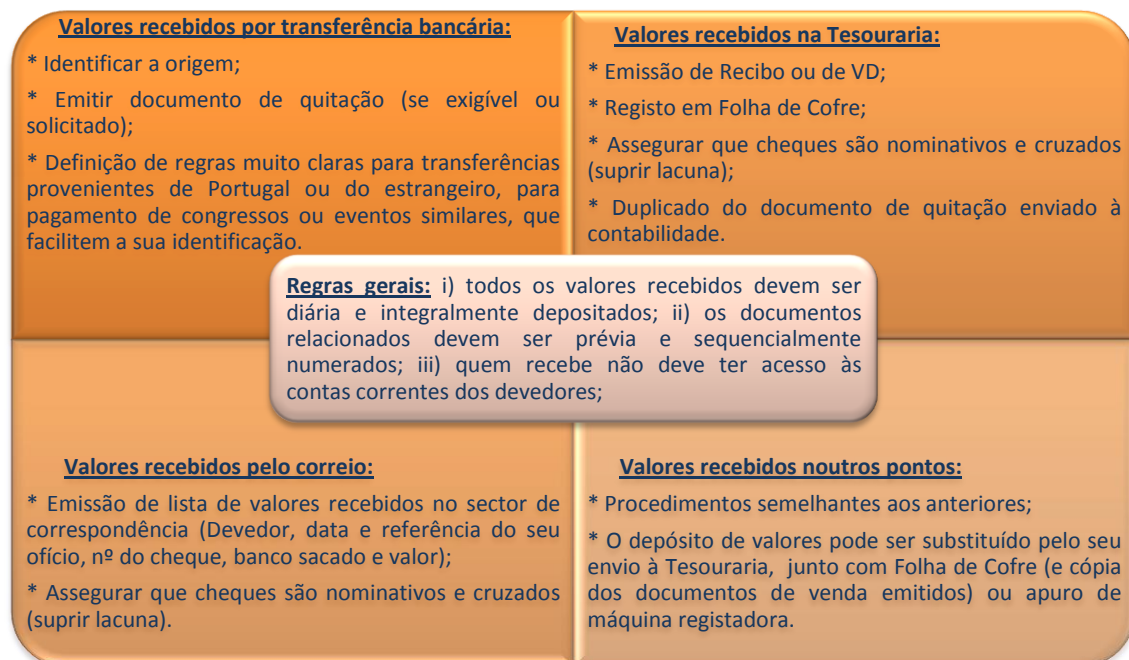 Valores recebidos por transferência bancária:
* Identificar a origem;
* Emitir documento de quitação (se exigível ou
solicitado);
* Definição de regras muito claras para transferências
provenientes de Portugal ou do estrangeiro, para
pagamento de congressos ou eventos similares, que
facilitem a sua identificação.
Valores recebidos na Tesouraria:
* Emissão de Recibo ou de VD;
* Registo em Folha de Cofre;
* Assegurar que cheques são nominativos e cruzados
(suprir lacuna);
* Duplicado do documento de quitação enviado à
contabilidade.
Regras gerais: i) todos os valores recebidos devem ser
diária e integralmente depositados; ii) os documentos
relacionados devem ser prévia e sequencialmente
numerados; iii) quem recebe não deve ter acesso às
contas correntes dos devedores;
Valores recebidos pelo correio:
* Emissão de lista de valores recebidos no sector de
correspondência (Devedor, data e referência do seu
ofício, nº do cheque, banco sacado e valor);
* Assegurar que cheques são nominativos e cruzados
(suprir lacuna).
Valores recebidos noutros pontos:
* Procedimentos semelhantes aos anteriores;
* O depósito de valores pode ser substituído pelo seu
envio à Tesouraria, junto com Folha de Cofre (e cópia
dos documentos de venda emitidos) ou apuro de
máquina registadora.